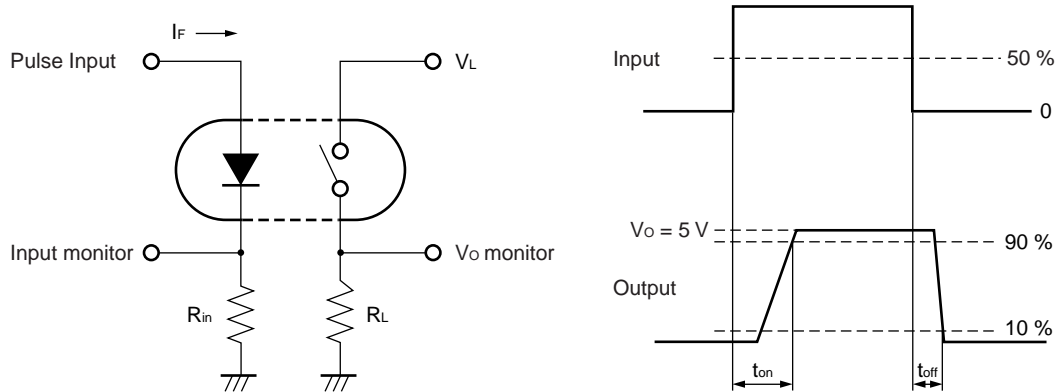 IF
Pulse Input
VL
Input monitor
VO monitor
Rin
RL
Input
50 %
0
VO = 5 V
90 %
Output
10 %
ton
toff